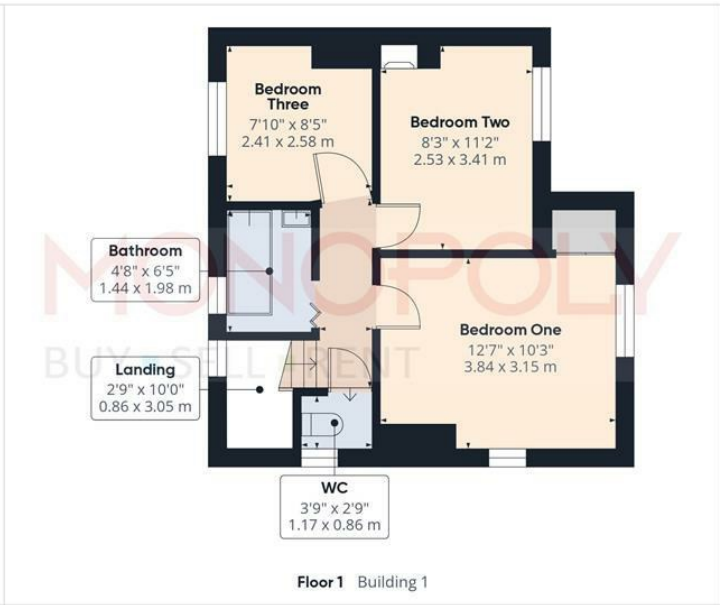 Bedroom
Three
7'10" x 8'5"
2.41 x 2.58 m
Bedroom Two
8'3" x 11'2"
2.53 x 3.41 m
Bathroom
4'8" x 6'5"
1.44 x 1.98 m
MONOPOLY
BUY SELL RENT
Bedroom One
12'7" x 10'3"
3.84 x 3.15 m
Landing
2'9" x 10'0"
0.86 x 3.05 m
WC
3'9" x 2'9"
1.17 x 0.86 m
Floor 1 Building 1